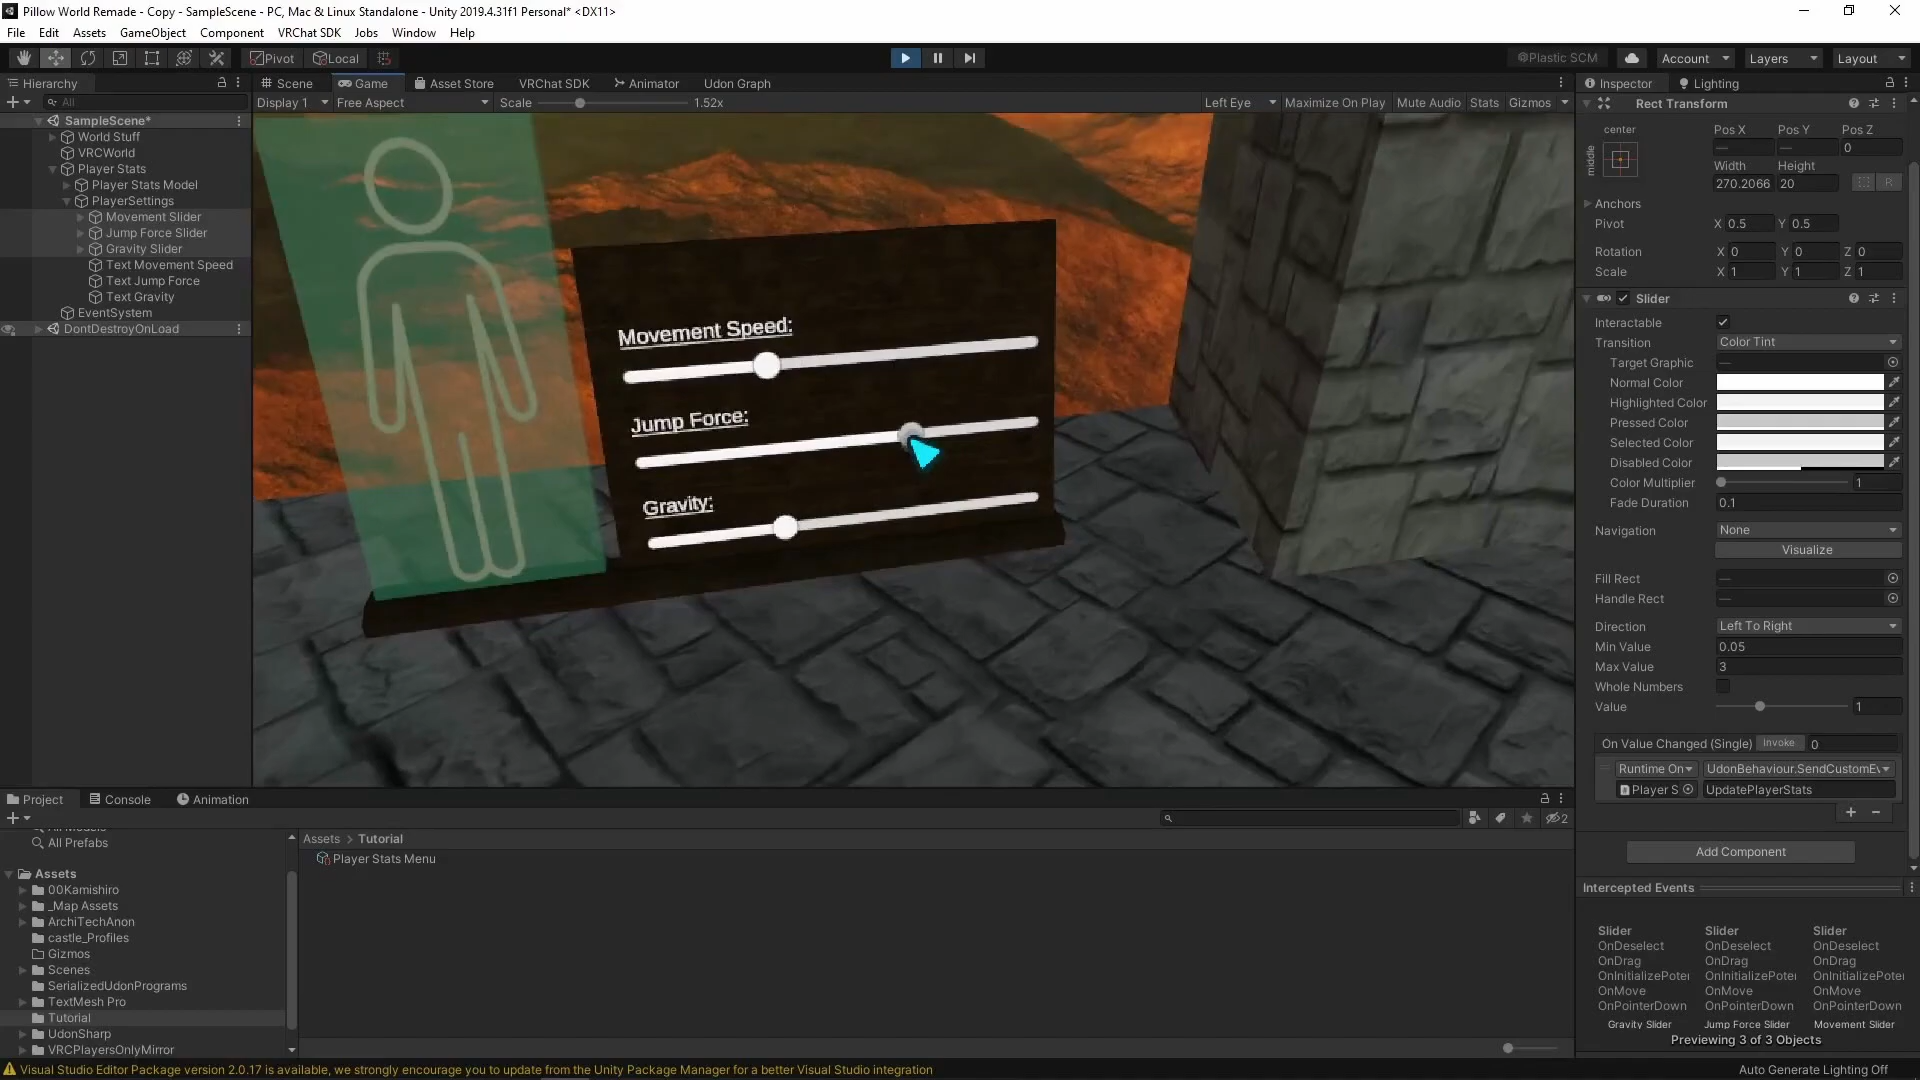 Pillow World Remade - Copy - SampleScene - PC, Mac & Linux Standalone - Unity 2019.4.31f1 Personal* <DX11>
File Edit Assets GameObject Component VRChat SDK Jobs Window Help
Pivot Local Plastic SCM Account Layers Layout
Hierarchy
All
SampleScene*
World Stuff
VRCWorld
Player Stats
Player Stats Model
PlayerSettings
Movement Slider
Jump Force Slider
Gravity Slider
Text Movement Speed
Text Jump Force
Text Gravity
EventSystem
DontDestroyOnLoad
Scene Game Asset Store VRChat SDK Animator Udon Graph
Display 1 Free Aspect Scale 1.52x Left Eye Maximize On Play Mute Audio Stats Gizmos
Movement Speed:
Jump Force:
Gravity:
Inspector Lighting
Rect Transform
center
middle
Pos X Pos Y Pos Z
— — 0
Width Height
270.2066 20
R
Anchors
Pivot X 0.5 Y 0.5
Rotation X 0 Y 0 Z 0
Scale X 1 Y 1 Z 1
Slider
Interactable
Transition Color Tint
Target Graphic —
Normal Color
Highlighted Color
Pressed Color
Selected Color
Disabled Color
Color Multiplier 1
Fade Duration 0.1
Navigation None
Visualize
Fill Rect —
Handle Rect —
Direction Left To Right
Min Value 0.05
Max Value 3
Whole Numbers
Value 1
On Value Changed (Single) Invoke 0
Runtime On UdonBehaviour.SendCustomEv
Player S UpdatePlayerStats
Add Component
Intercepted Events
Slider Slider Slider
OnDeselect OnDeselect OnDeselect
OnDrag OnDrag OnDrag
OnInitializePoter OnInitializePoter OnInitializePoter
OnMove OnMove OnMove
OnPointerDown OnPointerDown OnPointerDown
Gravity Slider Jump Force Slider Movement Slider
Previewing 3 of 3 Objects
Project Console Animation
2
All Models
All Prefabs
Assets
00Kamishiro
_Map Assets
ArchiTechAnon
castle_Profiles
Gizmos
Scenes
SerializedUdonPrograms
TextMesh Pro
Tutorial
UdonSharp
VRCPlayersOnlyMirror
Assets > Tutorial
Player Stats Menu
Visual Studio Editor Package version 2.0.17 is available, we strongly encourage you to update from the Unity Package Manager for a better Visual Studio integration
Auto Generate Lighting Off